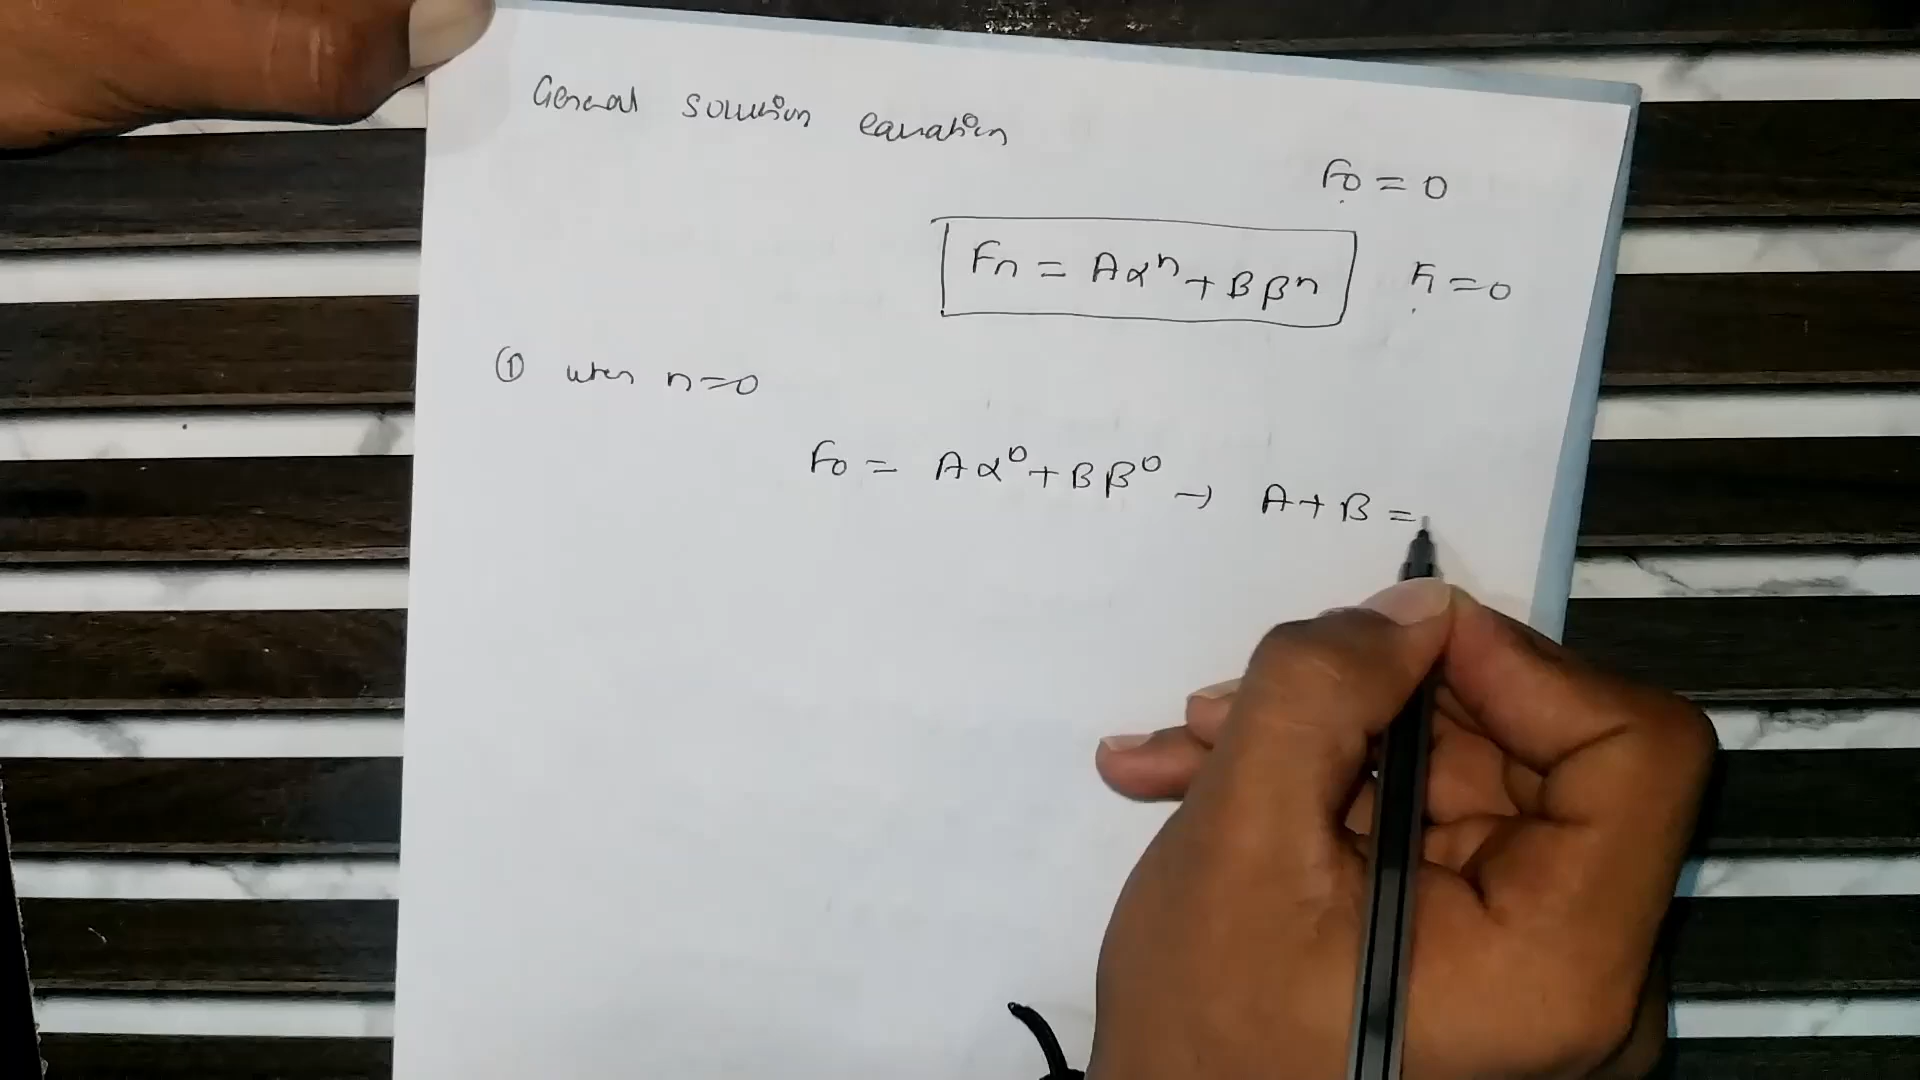 General solution equation
F₀ = 0
Fn = Aαⁿ + Bβⁿ
F₁ = 0
① when n=0
F₀ = Aα⁰ + Bβ⁰ → A + B =